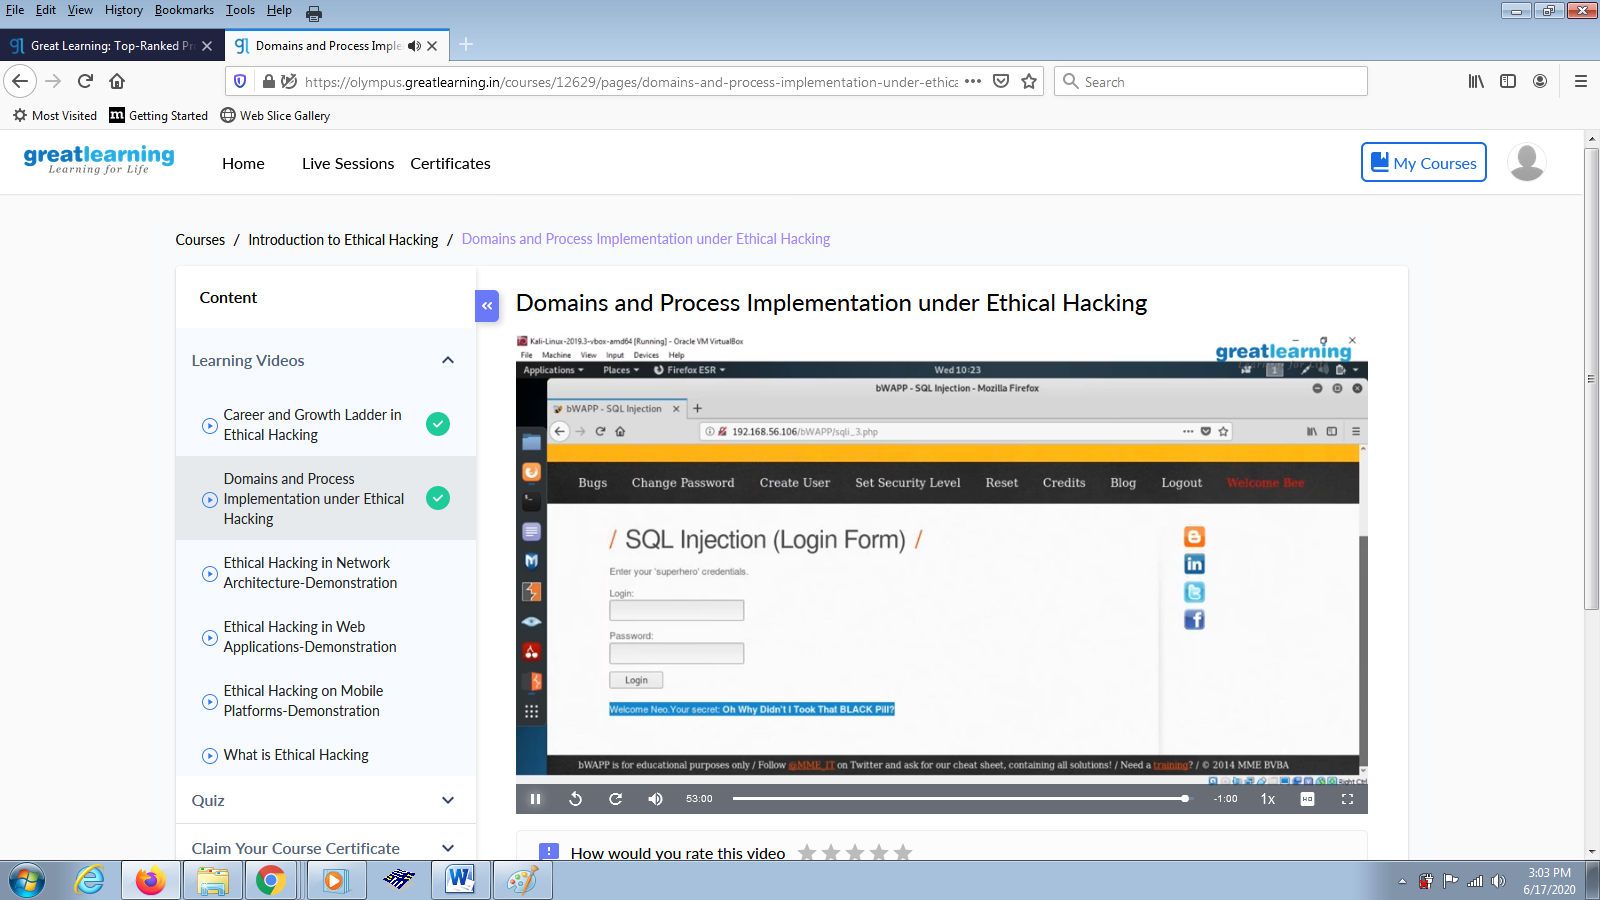 File Edit View History Bookmarks Tools Help
Great Learning: Top-Ranked Pr
Domains and Process Imple
https://olympus.greatlearning.in/courses/12629/pages/domains-and-process-implementation-under-ethica
Search
Most Visited
Getting Started
Web Slice Gallery
greatlearning
Learning for Life
Home
Live Sessions
Certificates
My Courses
Courses / Introduction to Ethical Hacking / Domains and Process Implementation under Ethical Hacking
Content
Learning Videos
Career and Growth Ladder in
Ethical Hacking
Domains and Process
Implementation under Ethical
Hacking
Ethical Hacking in Network
Architecture-Demonstration
Ethical Hacking in Web
Applications-Demonstration
Ethical Hacking on Mobile
Platforms-Demonstration
What is Ethical Hacking
Quiz
Claim Your Course Certificate
Domains and Process Implementation under Ethical Hacking
Kali-Linux-2019.3-vbox-amd64 [Running] - Oracle VM VirtualBox
File Machine View Input Devices Help
greatlearning
Applications Places Firefox ESR Wed 10:23 1
bWAPP - SQL Injection - Mozilla Firefox
bWAPP - SQL Injection
192.168.56.106/bWAPP/sqli_3.php
Bugs Change Password Create User Set Security Level Reset Credits Blog Logout Welcome Bee
/ SQL Injection (Login Form) /
Enter your 'superhero' credentials.
Login:
Password:
Login
Welcome Neo.Your secret: Oh Why Didn't I Took That BLACK Pill?
bWAPP is for educational purposes only / Follow @MME_IT on Twitter and ask for our cheat sheet, containing all solutions! / Need a training? / © 2014 MME BVBA
Right Ctrl
53:00
-1:00
1x
HD
How would you rate this video
3:03 PM
6/17/2020